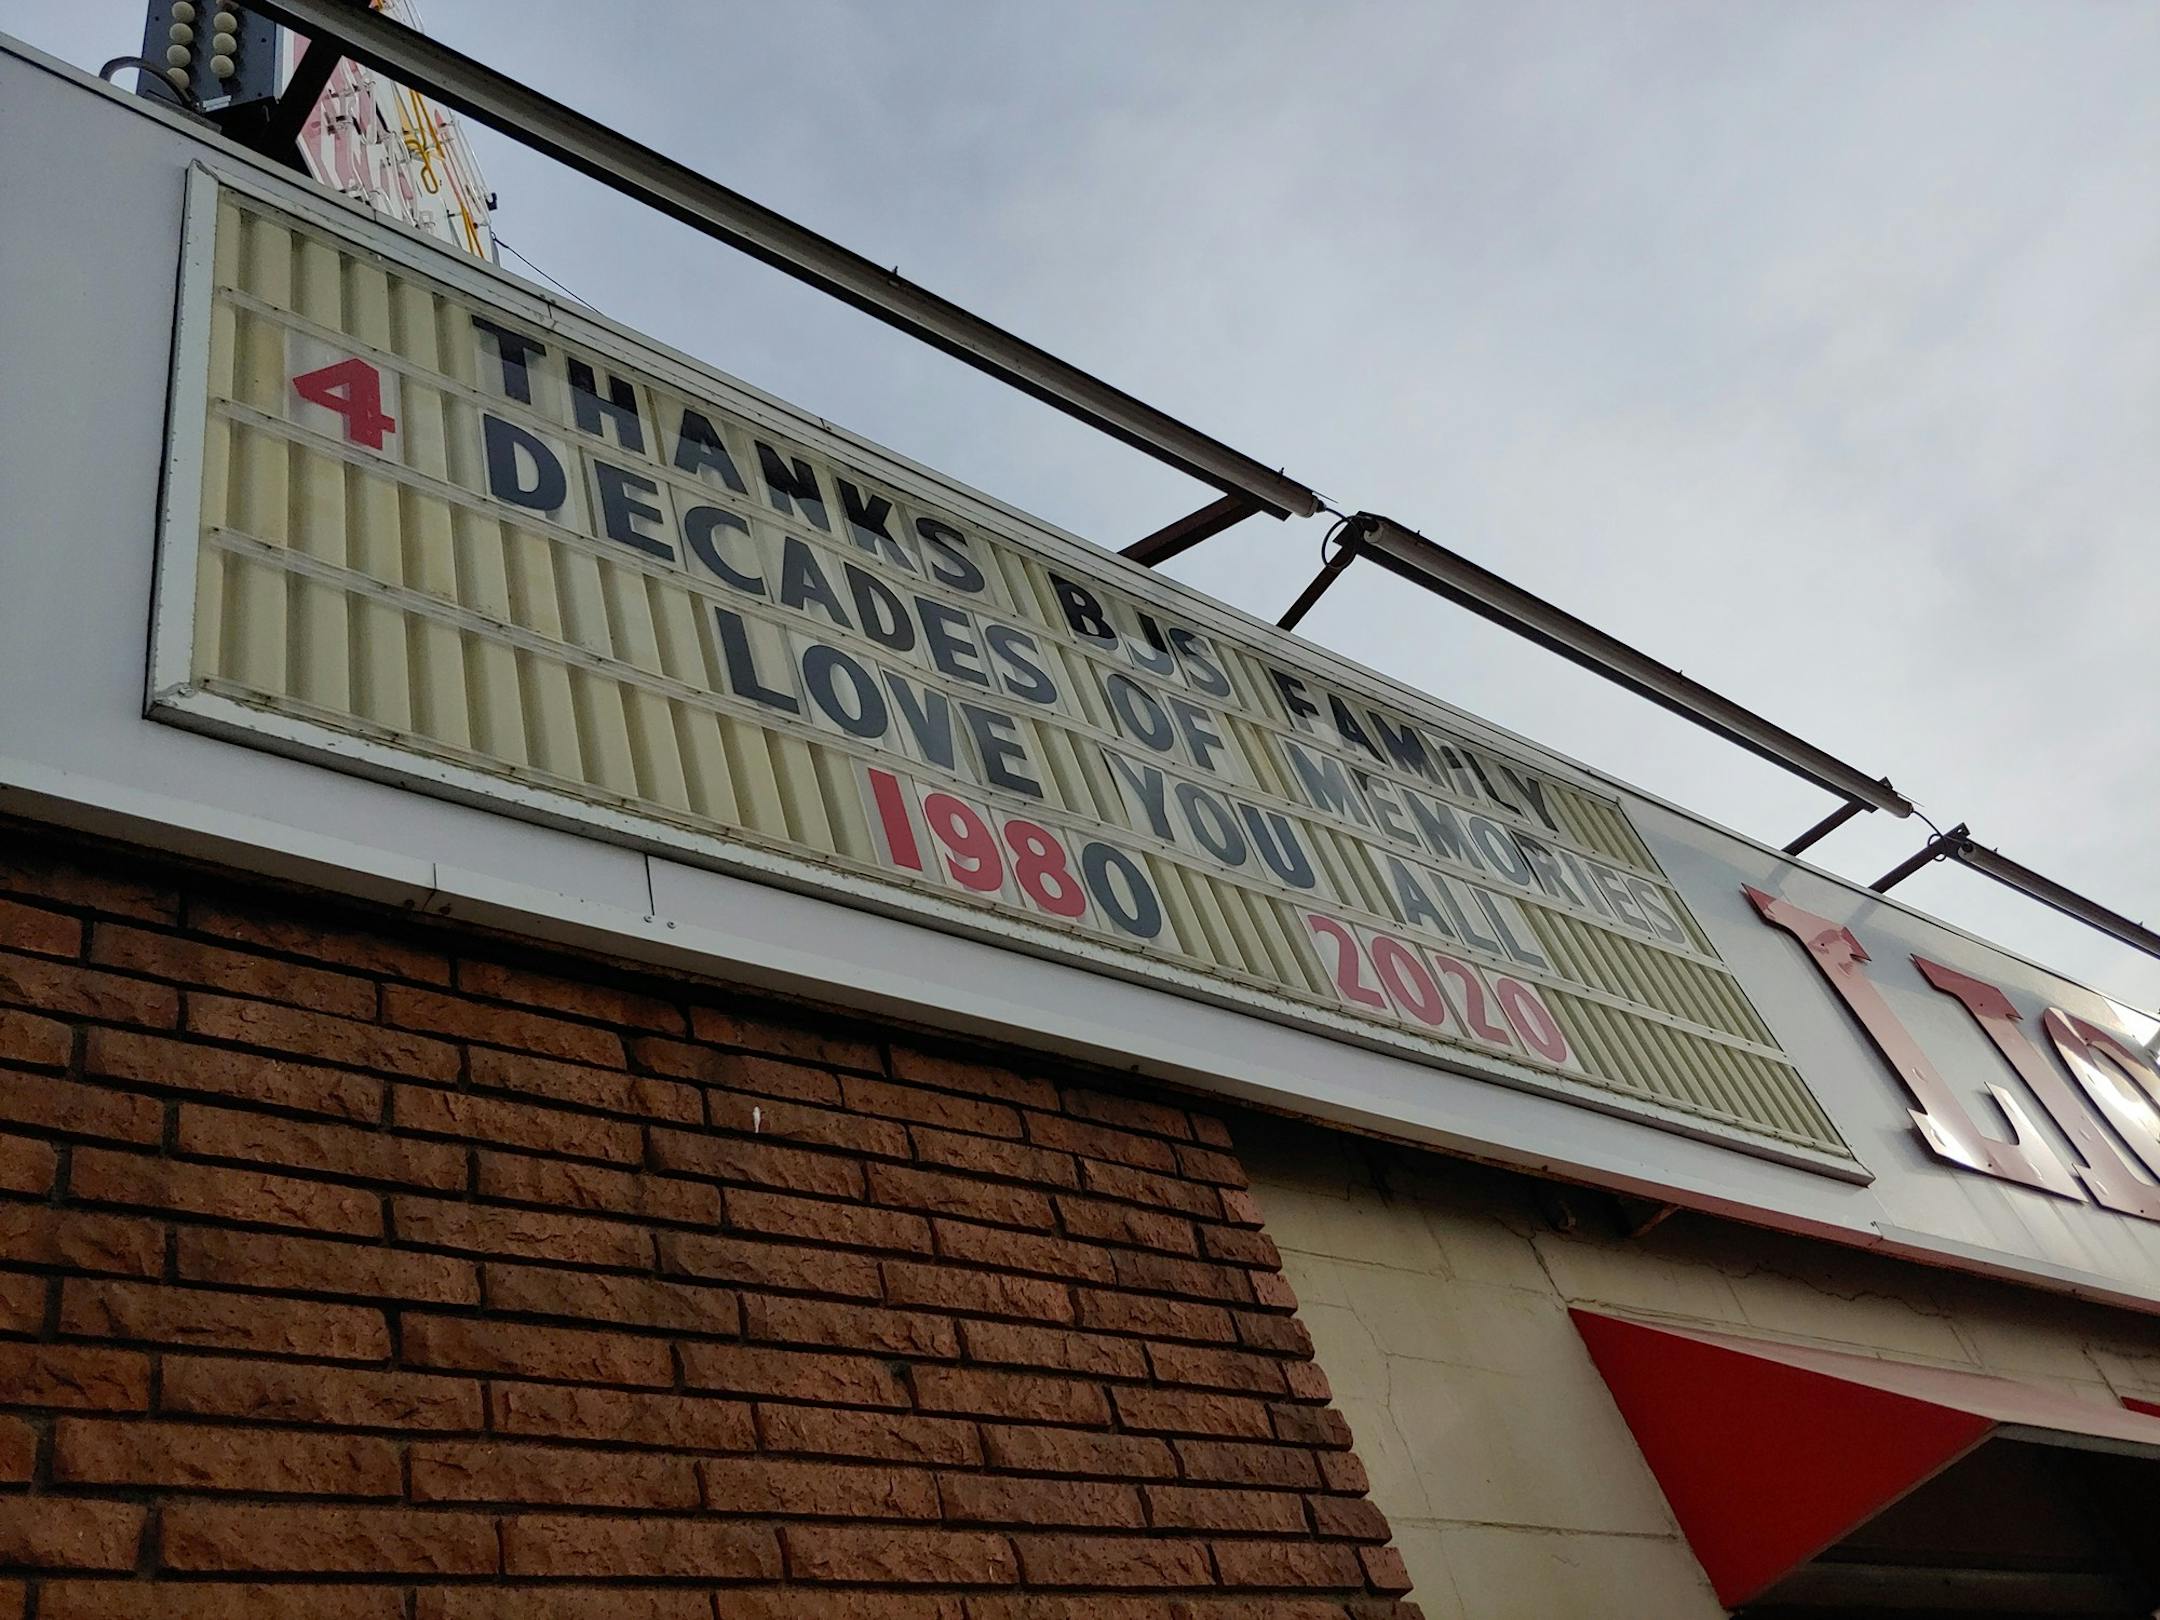 THANKS BJS FAMiLY
4 DECADES OF MEMORIES
LOVE YOU ALL
1980 2020